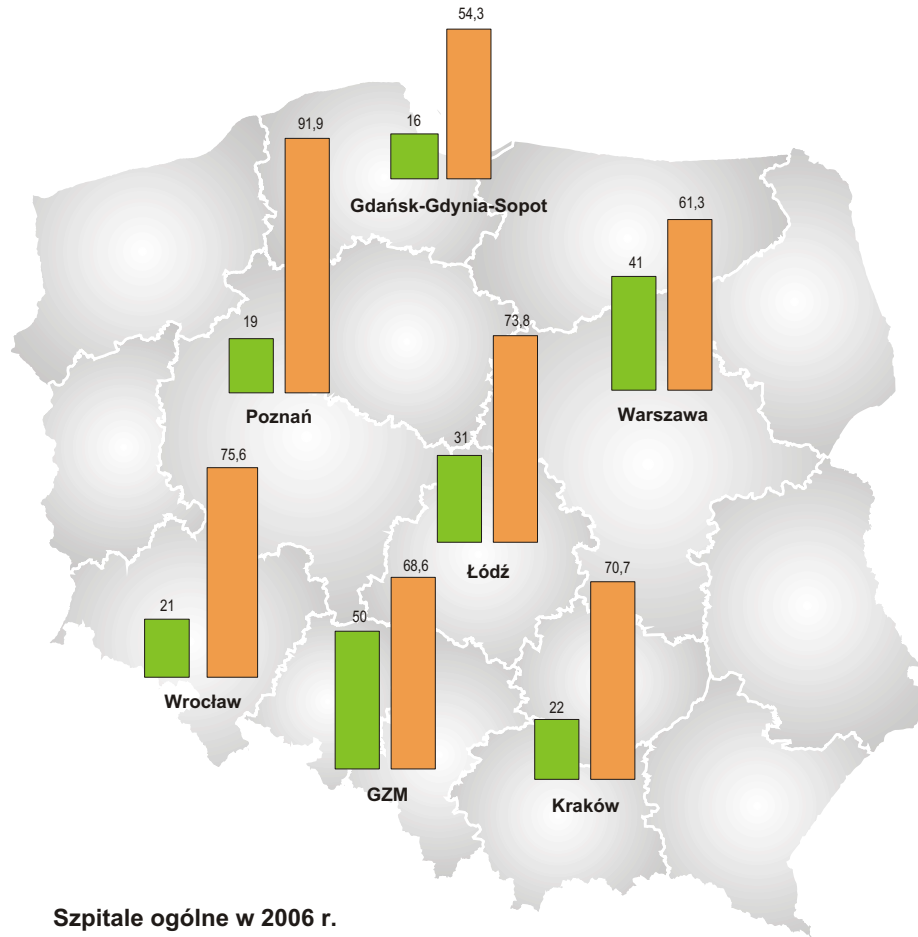 54,3
16
Gdańsk-Gdynia-Sopot
91,9
19
Poznań
61,3
41
Warszawa
73,8
31
Łódź
75,6
21
Wrocław
68,6
50
GZM
70,7
22
Kraków
Szpitale ogólne w 2006 r.